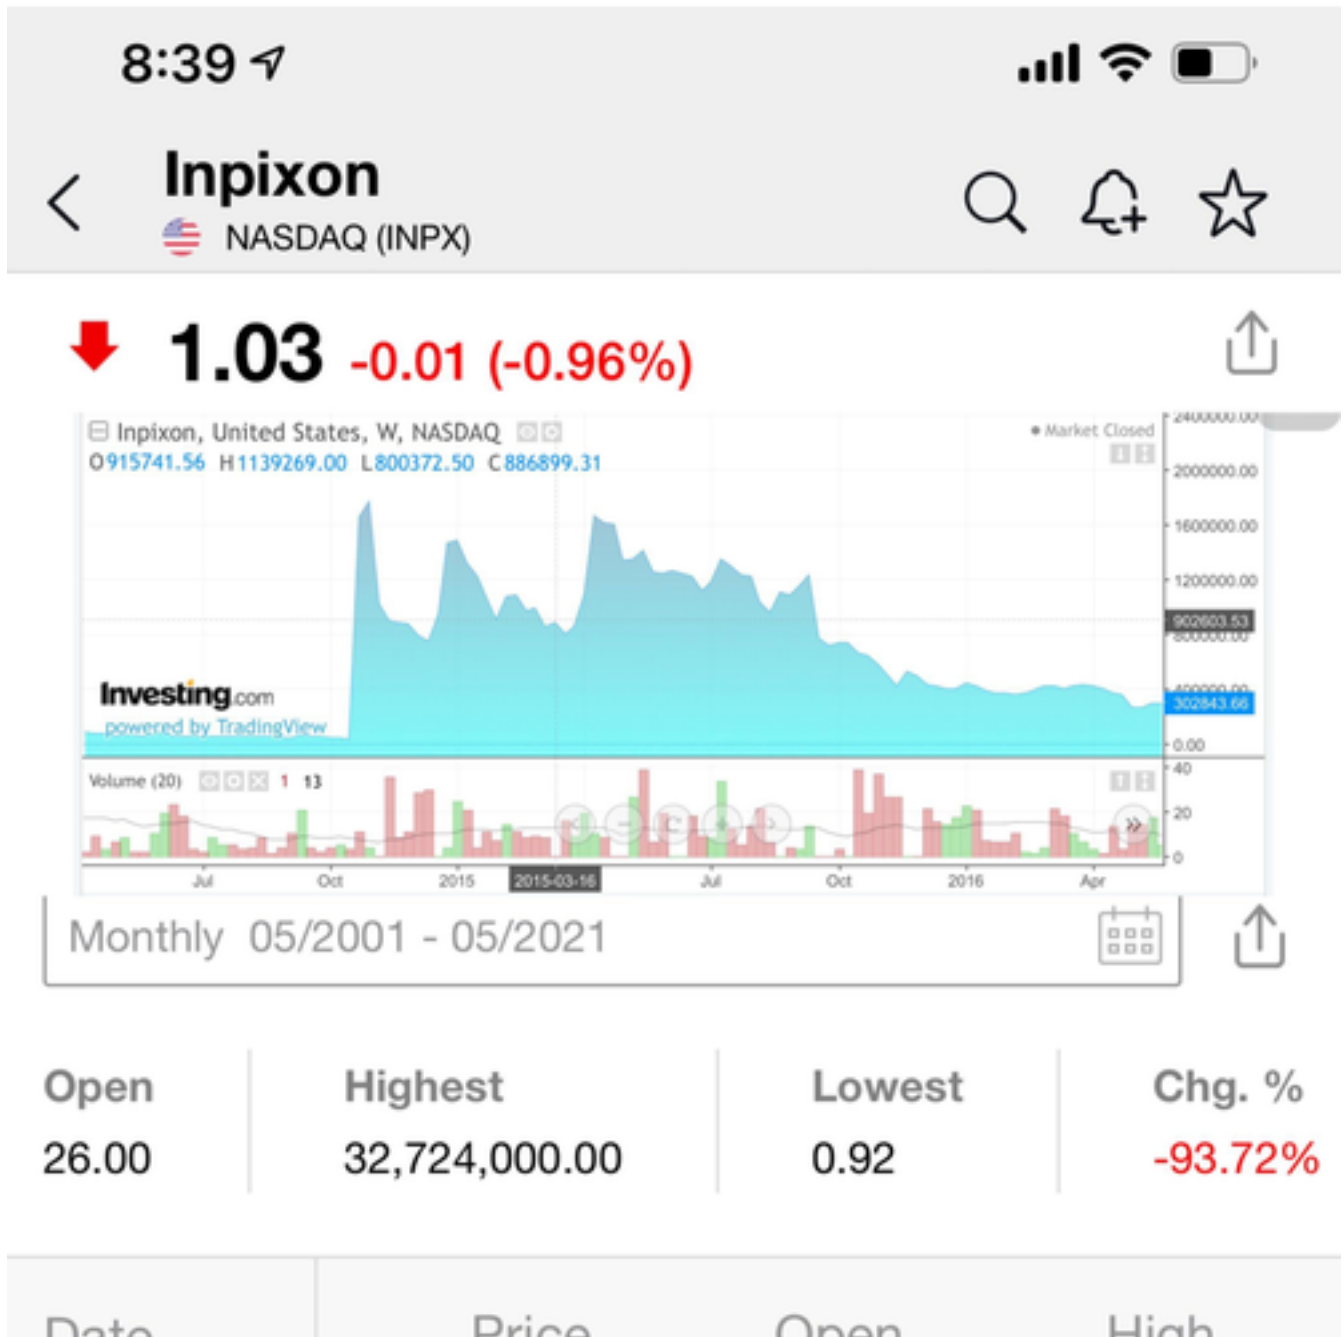 8:39
Inpixon
NASDAQ (INPX)
1.03 -0.01 (-0.96%)
Inpixon, United States, W, NASDAQ
Market Closed
O915741.56 H1139269.00 L800372.50 C886899.31
2400000.00
2000000.00
1600000.00
1200000.00
902603.53
800000.00
400000.00
302843.66
0.00
Investing.com
powered by TradingView
Volume (20) 1 13
40
20
0
Jul Oct 2015 2015-03-16 Jul Oct 2016 Apr
Monthly 05/2001 - 05/2021
Open Highest Lowest Chg. %
26.00 32,724,000.00 0.92 -93.72%
Date Price Open High